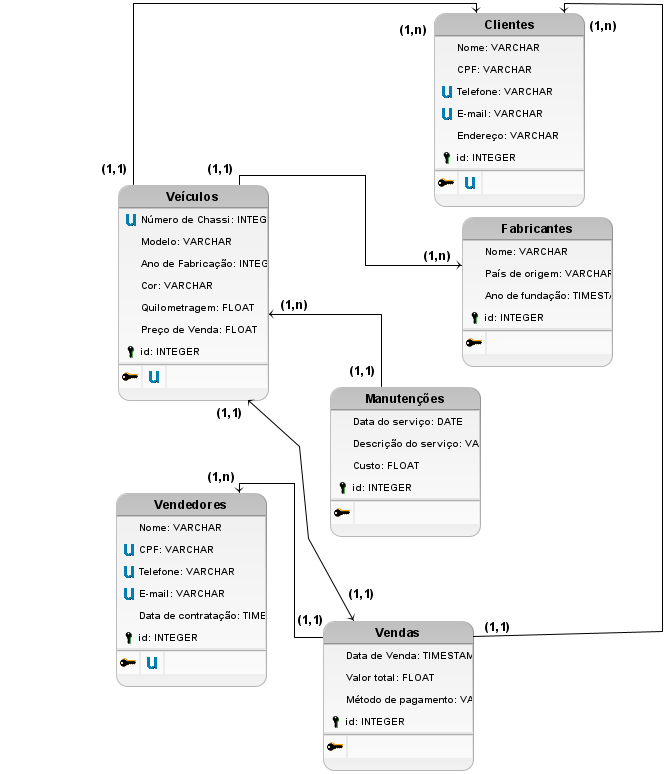 Clientes
(1,n)
(1,n)
Nome: VARCHAR
CPF: VARCHAR
u Telefone: VARCHAR
u E-mail: VARCHAR
Endereço: VARCHAR
id: INTEGER
u
(1,1)
(1,1)
Veículos
u Número de Chassi: INTEG
Modelo: VARCHAR
Ano de Fabricação: INTEG
Cor: VARCHAR
Quilometragem: FLOAT
Preço de Venda: FLOAT
id: INTEGER
u
(1,n)
Fabricantes
Nome: VARCHAR
País de origem: VARCHAR
Ano de fundação: TIMESTA
id: INTEGER
(1,n)
(1,1)
Manutenções
Data do serviço: DATE
Descrição do serviço: VA
Custo: FLOAT
id: INTEGER
(1,1)
(1,n)
Vendedores
Nome: VARCHAR
u CPF: VARCHAR
u Telefone: VARCHAR
u E-mail: VARCHAR
Data de contratação: TIME
id: INTEGER
u
(1,1)
(1,1)
(1,1)
Vendas
Data de Venda: TIMESTAM
Valor total: FLOAT
Método de pagamento: VA
id: INTEGER